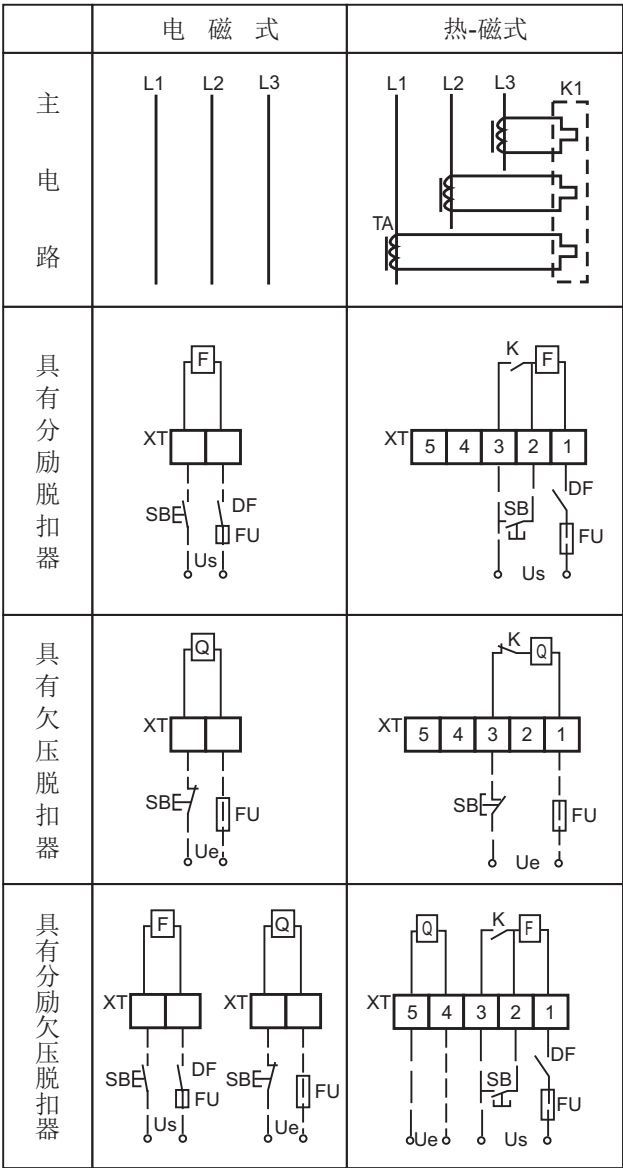 电 磁 式
热-磁式
主电路
L1 L2 L3
L1 L2 L3 K1
TA
具有分励脱扣器
F
XT
SB DF
FU
Us
K F
XT 5 4 3 2 1
DF
SB
FU
Us
具有欠压脱扣器
Q
XT
SB FU
Ue
K Q
XT 5 4 3 2 1
SB FU
Ue
具有分励欠压脱扣器
F
XT
SB DF
FU
Us
Q
XT
SB FU
Ue
Q K F
XT 5 4 3 2 1
DF
SB
FU
Ue Us